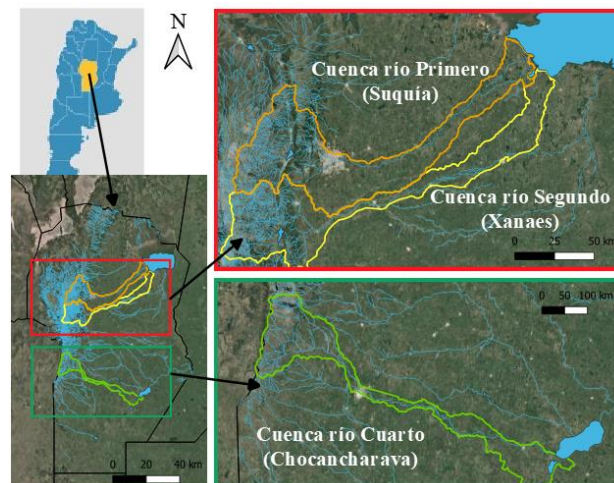 N
Cuenca río Primero
(Suquía)
Cuenca río Segundo
(Xanaes)
0 25 50 km
0 50 100 km
Cuenca río Cuarto
(Chocancharava)
0 20 40 km